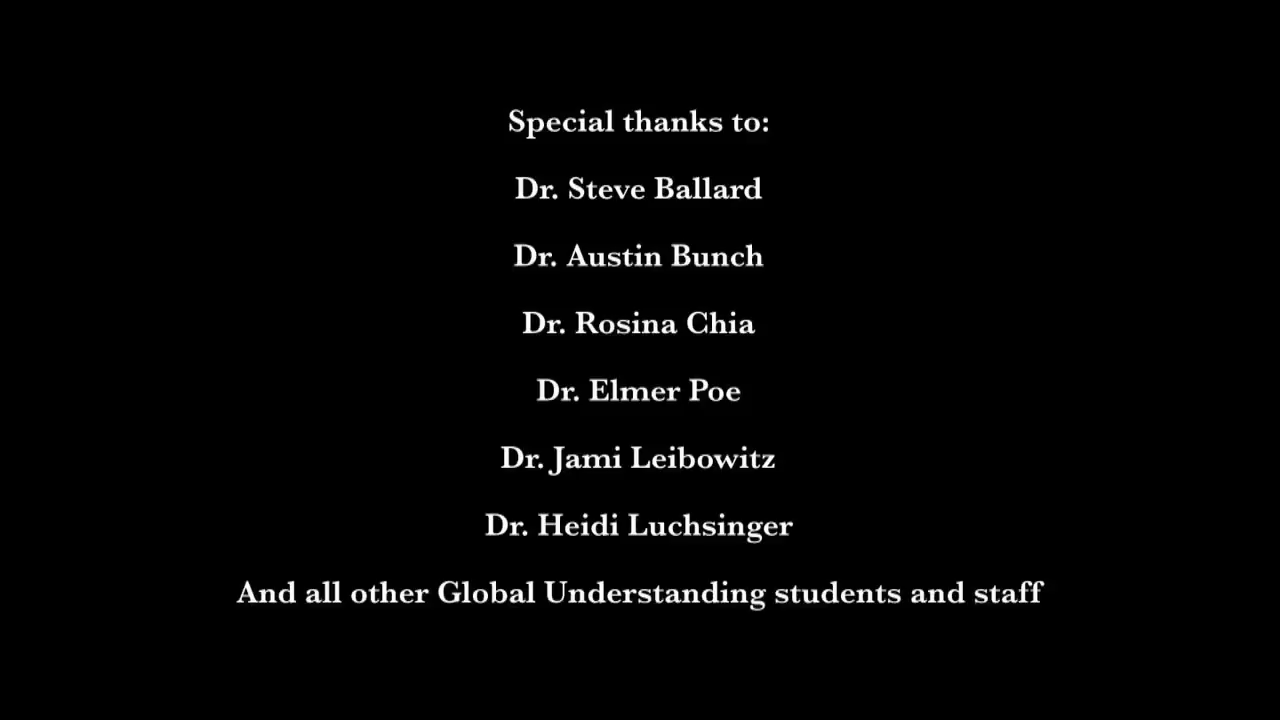 Special thanks to:
Dr. Steve Ballard
Dr. Austin Bunch
Dr. Rosina Chia
Dr. Elmer Poe
Dr. Jami Leibowitz
Dr. Heidi Luchsinger
And all other Global Understanding students and staff